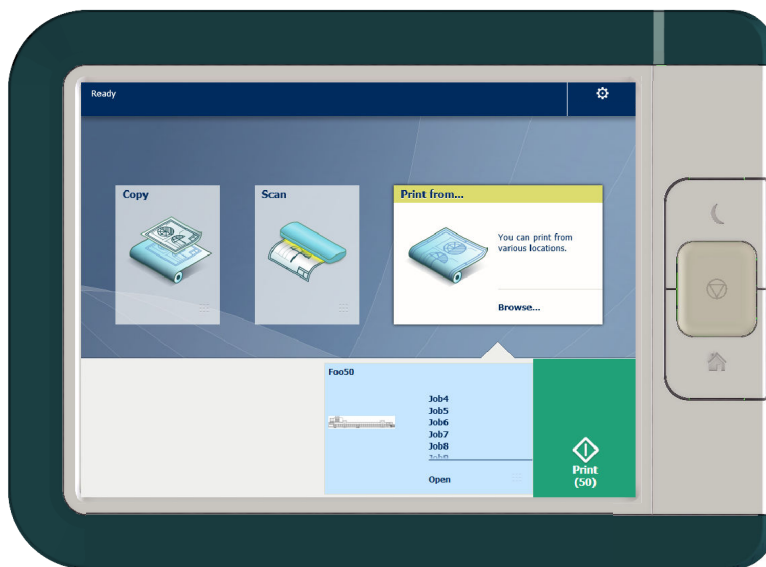 Ready
Copy
Scan
Print from...
You can print from
various locations.
Browse...
Foo50
Job4
Job5
Job6
Job7
Job8
Open
Print
(50)